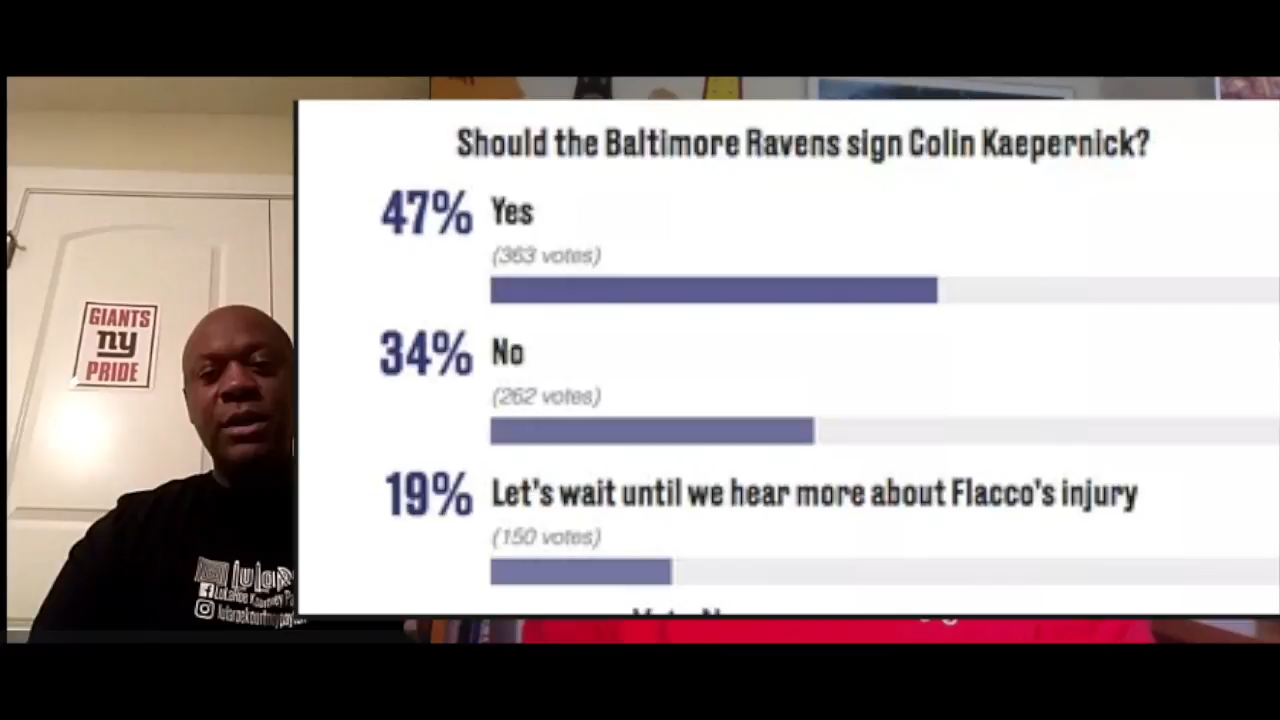 Should the Baltimore Ravens sign Colin Kaepernick?
47% Yes
(363 votes)
34% No
(262 votes)
19% Let's wait until we hear more about Flacco's injury
(150 votes)
GIANTS
ny
PRIDE